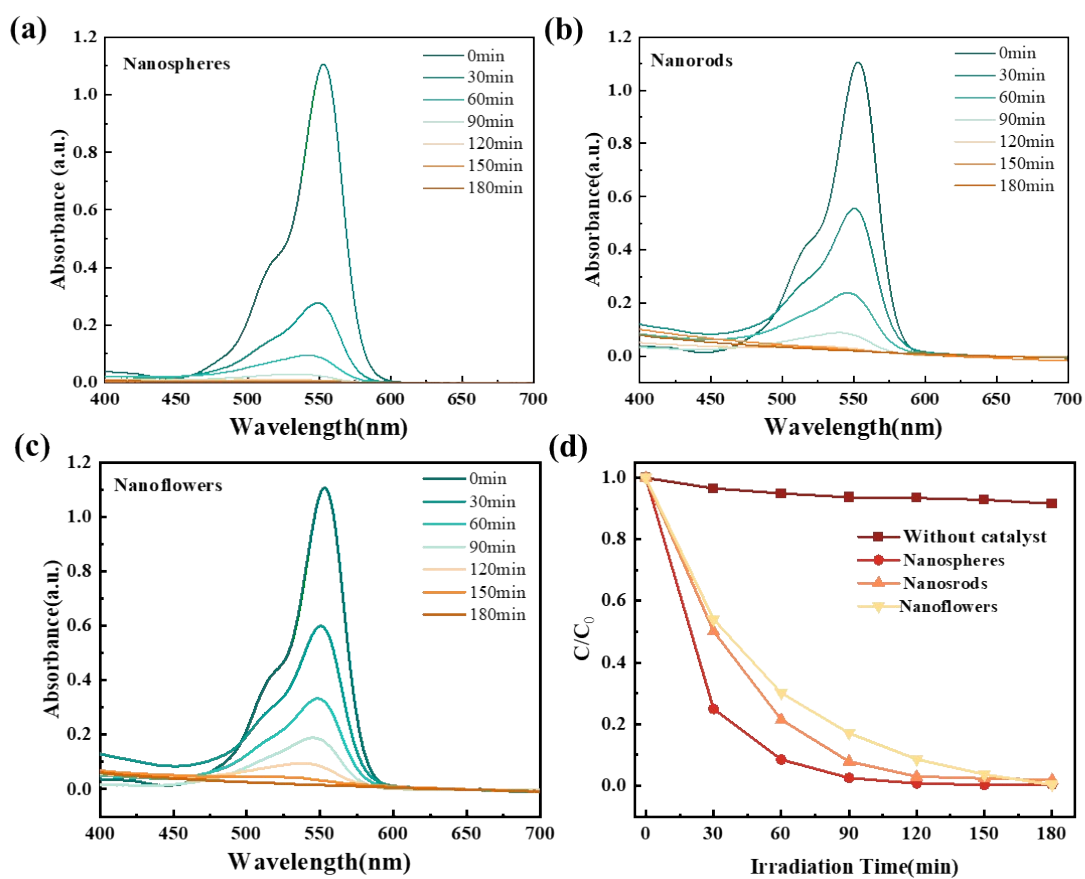 (a)
1.2
1.0
0.8
0.6
0.4
0.2
0.0
Absorbance (a.u.)
Nanospheres
0min
30min
60min
90min
120min
150min
180min
400 450 500 550 600 650 700
Wavelength(nm)
(b)
1.2
1.0
0.8
0.6
0.4
0.2
0.0
Absorbance(a.u.)
Nanorods
0min
30min
60min
90min
120min
150min
180min
400 450 500 550 600 650 700
Wavelength(nm)
(c)
1.2
1.0
0.8
0.6
0.4
0.2
0.0
Absorbance(a.u.)
Nanoflowers
0min
30min
60min
90min
120min
150min
180min
400 450 500 550 600 650 700
Wavelength(nm)
(d)
1.0
0.8
0.6
0.4
0.2
0.0
C/C0
Without catalyst
Nanospheres
Nanosrods
Nanoflowers
0 30 60 90 120 150 180
Irradiation Time(min)